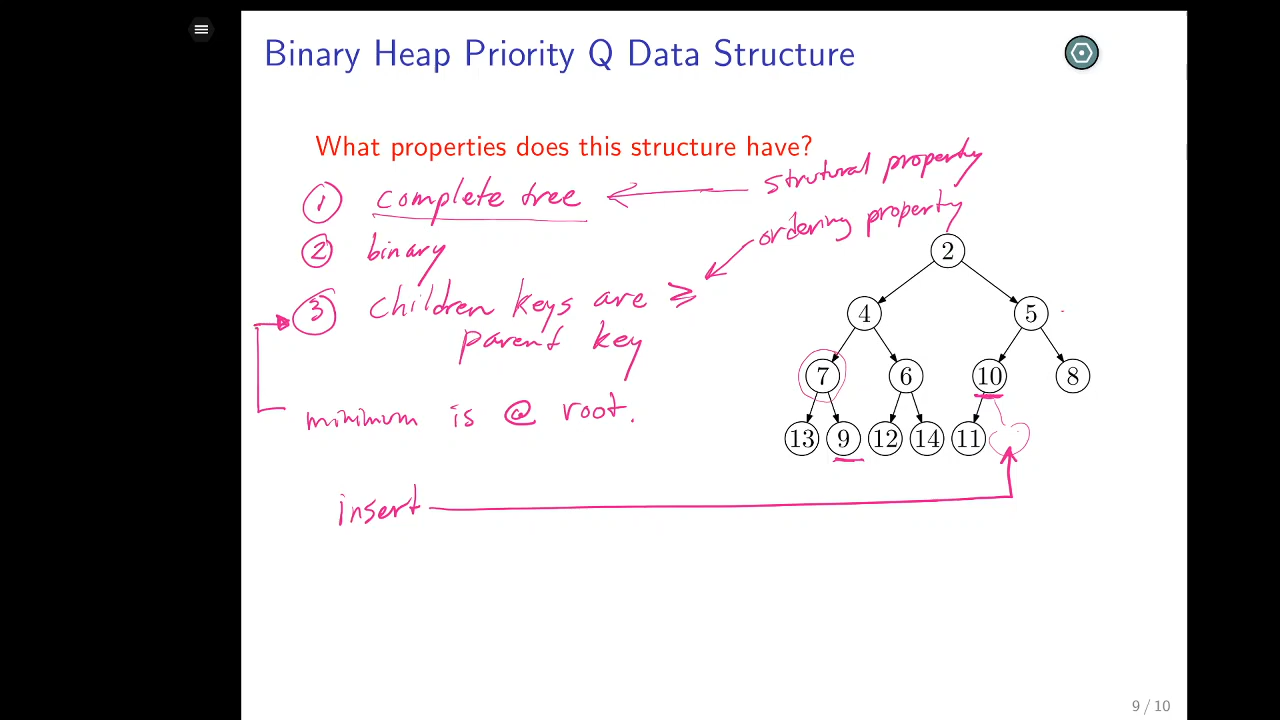 Binary Heap Priority Q Data Structure
What properties does this structure have?
① complete tree
strutural property
② binary
ordering property
③ children keys are ≥
parent key
minimum is @ root.
insert
2
4 5
7 6 10 8
13 9 12 14 11
9 / 10